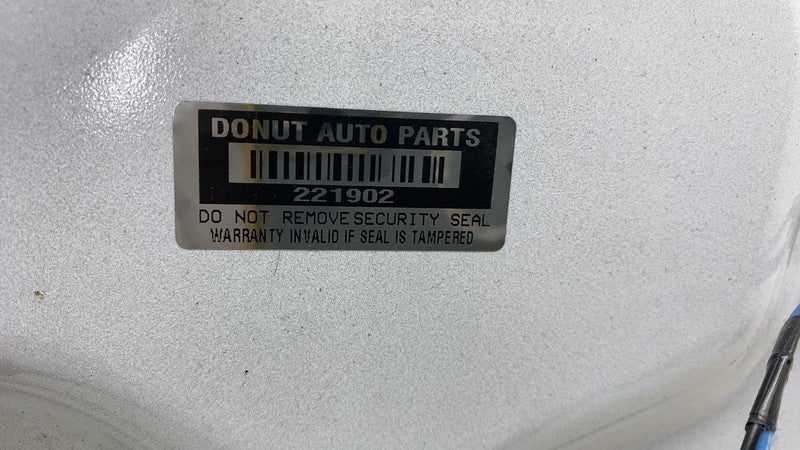 DONUT AUTO PARTS
221902
DO NOT REMOVE SECURITY SEAL
WARRANTY INVALID IF SEAL IS TAMPERED